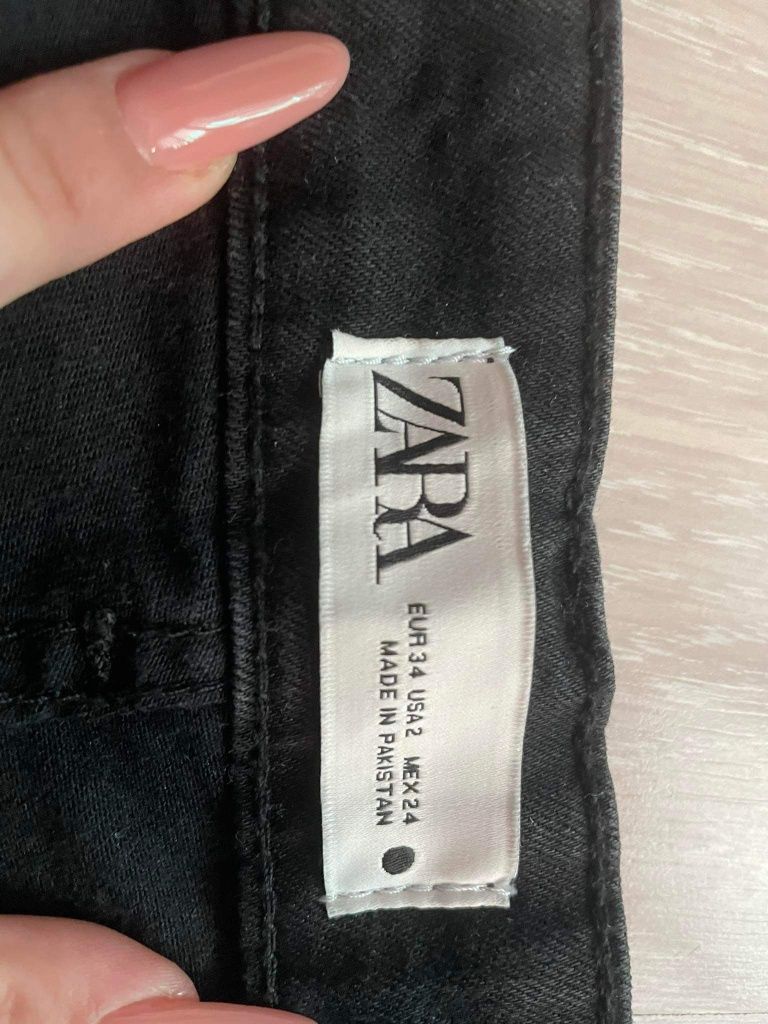 ZARA
EUR 34 USA 2 MEX 24
MADE IN PAKISTAN